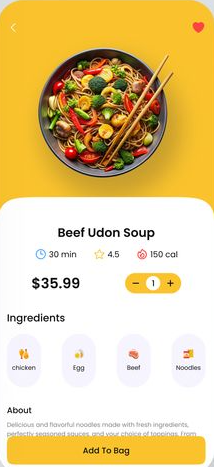 Beef Udon Soup
30 min
4.5
150 cal
$35.99
− 1 +
Ingredients
chicken
Egg
Beef
Noodles
About
Delicious and flavorful noodles made with fresh ingredients,
perfectly seasoned sauces, and your choice of toppings. From
Add To Bag